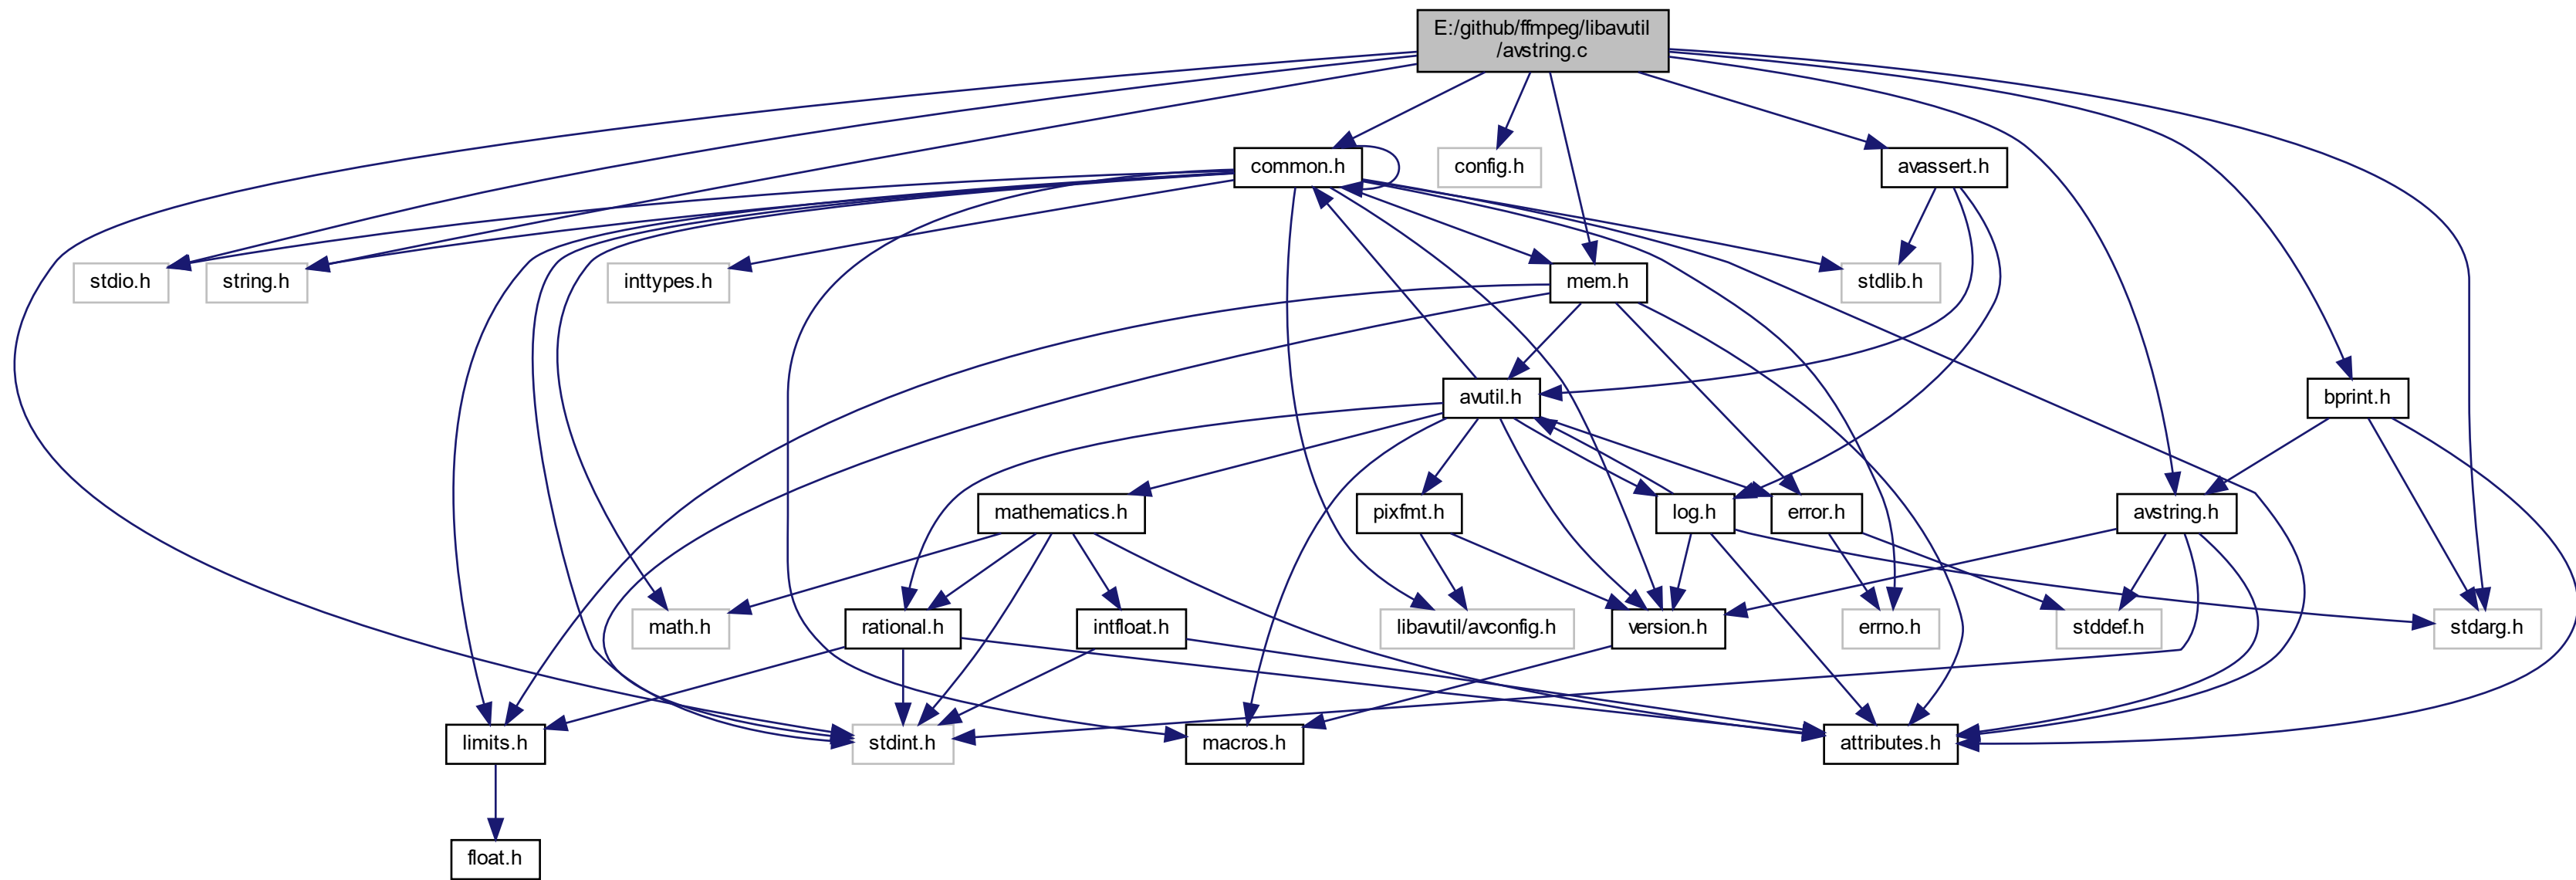 E:/github/ffmpeg/libavutil
/avstring.c
common.h
config.h
avassert.h
stdio.h
string.h
inttypes.h
mem.h
stdlib.h
avutil.h
bprint.h
mathematics.h
pixfmt.h
log.h
error.h
avstring.h
math.h
rational.h
intfloat.h
libavutil/avconfig.h
version.h
errno.h
stddef.h
stdarg.h
limits.h
stdint.h
macros.h
attributes.h
float.h